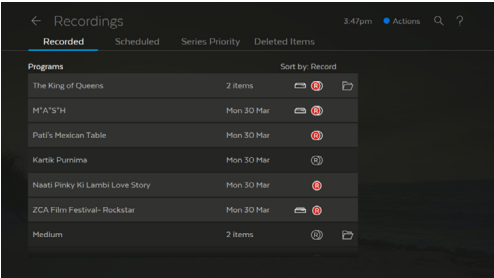 ← Recordings 3:47pm Actions ?
Recorded Scheduled Series Priority Deleted Items
Programs Sort by: Record
The King of Queens 2 items R
M*A*S*H Mon 30 Mar R
Pati's Mexican Table Mon 30 Mar R
Kartik Purnima Mon 30 Mar R
Naati Pinky Ki Lambi Love Story Mon 30 Mar R
ZCA Film Festival- Rockstar Mon 30 Mar R
Medium 2 items R